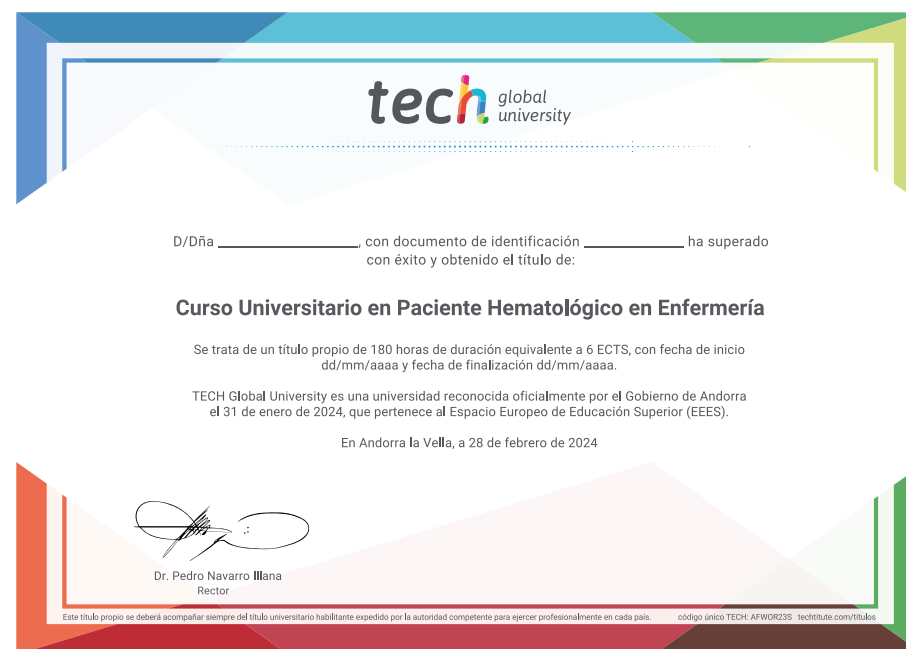 tech global university
D/Dña ____________________, con documento de identificación ______________ ha superado
con éxito y obtenido el título de:
Curso Universitario en Paciente Hematológico en Enfermería
Se trata de un título propio de 180 horas de duración equivalente a 6 ECTS, con fecha de inicio
dd/mm/aaaa y fecha de finalización dd/mm/aaaa.
TECH Global University es una universidad reconocida oficialmente por el Gobierno de Andorra
el 31 de enero de 2024, que pertenece al Espacio Europeo de Educación Superior (EEES).
En Andorra la Vella, a 28 de febrero de 2024
Dr. Pedro Navarro Illana
Rector
Este título propio se deberá acompañar siempre del título universitario habilitante expedido por la autoridad competente para ejercer profesionalmente en cada país. código único TECH: AFWOR23S techtitute.com/titulos